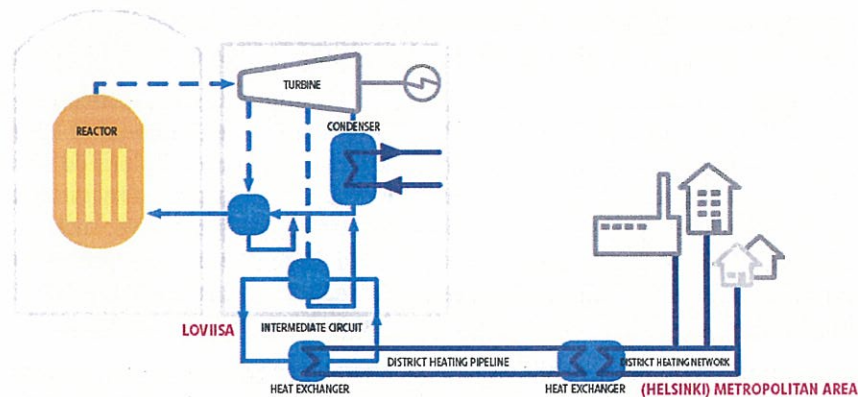 TURBINE
REACTOR
CONDENSER
LOVIISA
INTERMEDIATE CIRCUIT
DISTRICT HEATING PIPELINE
DISTRICT HEATING NETWORK
HEAT EXCHANGER
HEAT EXCHANGER
(HELSINKI) METROPOLITAN AREA